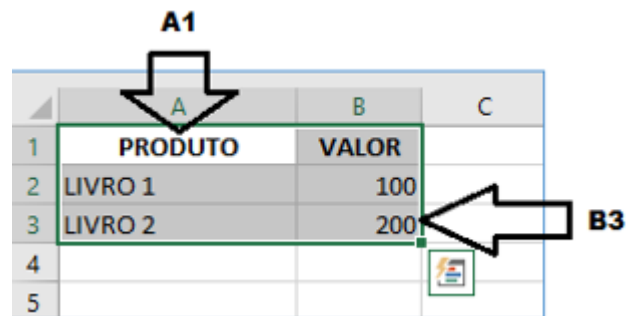 A1
A B C
1 PRODUTO VALOR
2 LIVRO 1 100
3 LIVRO 2 200
B3
4
5